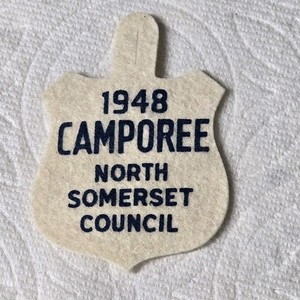 1948
CAMPOREE
NORTH
SOMERSET
COUNCIL